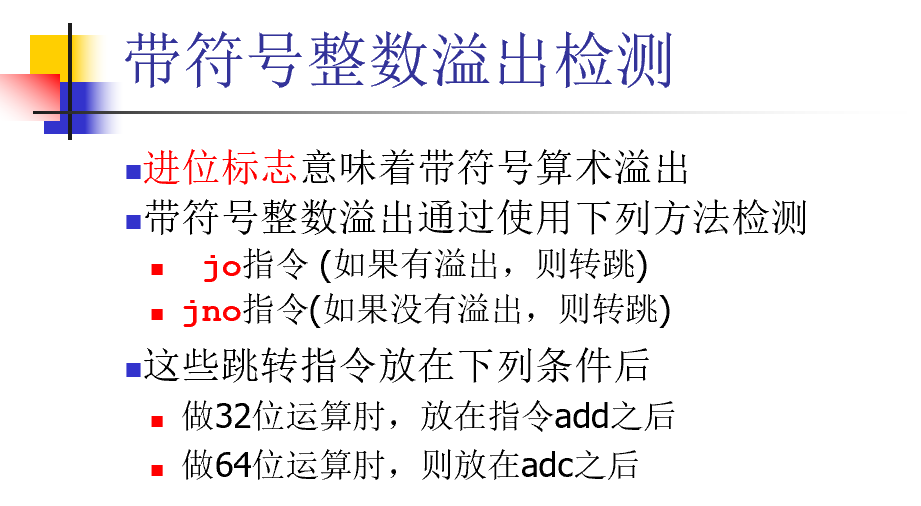 带符号整数溢出检测
进位标志意味着带符号算术溢出
带符号整数溢出通过使用下列方法检测
jo指令 (如果有溢出，则转跳)
jno指令(如果没有溢出，则转跳)
这些跳转指令放在下列条件后
做32位运算肘，放在指令add之后
做64位运算肘，则放在adc之后